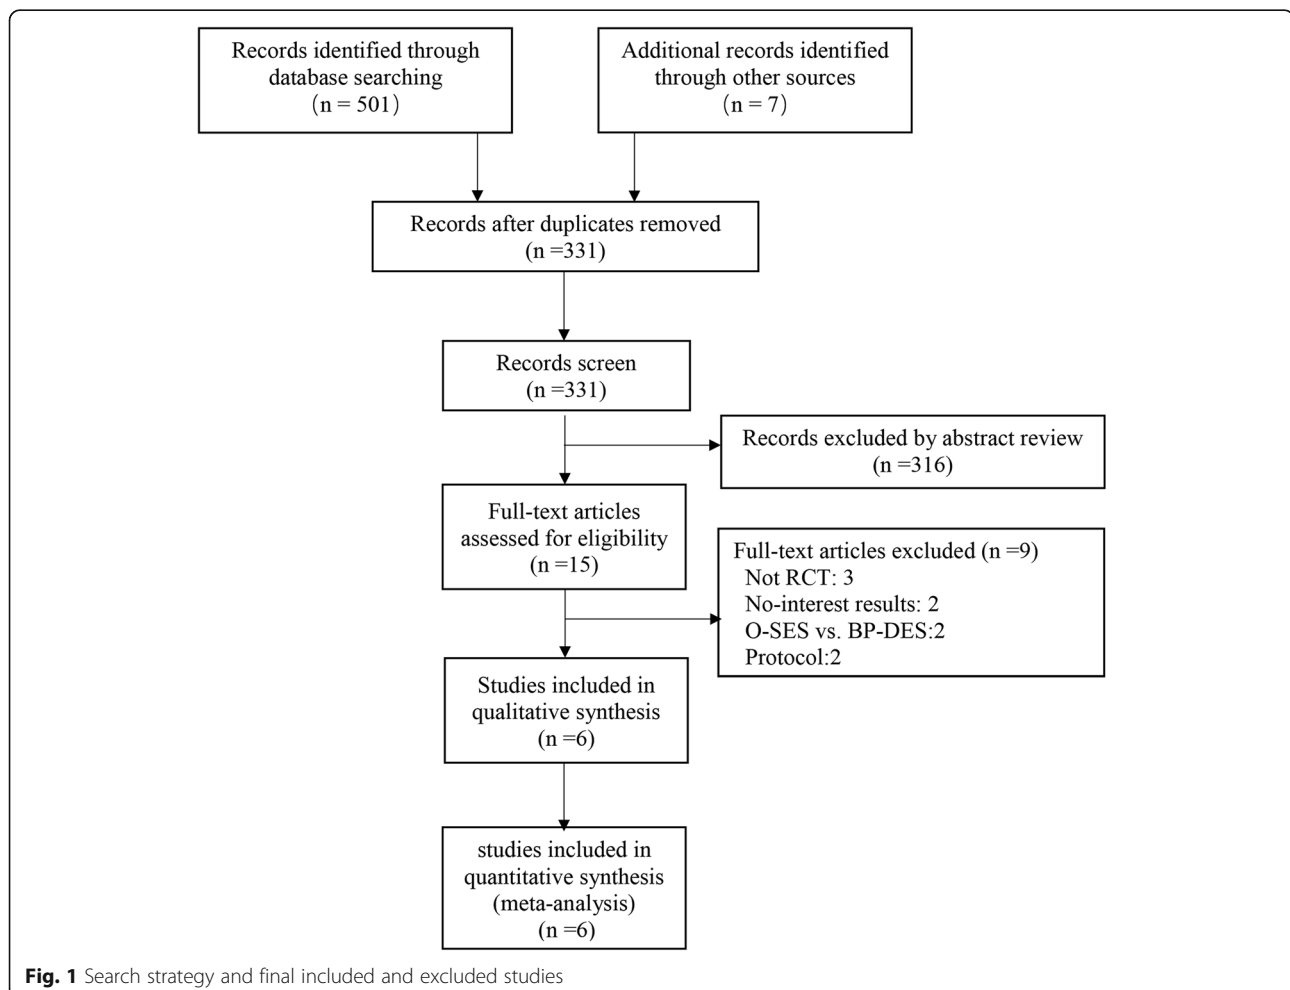 Records identified through
database searching
(n = 501)
Additional records identified
through other sources
(n = 7)
Records after duplicates removed
(n =331)
Records screen
(n =331)
Records excluded by abstract review
(n =316)
Full-text articles
assessed for eligibility
(n =15)
Full-text articles excluded (n =9)
Not RCT: 3
No-interest results: 2
O-SES vs. BP-DES:2
Protocol:2
Studies included in
qualitative synthesis
(n =6)
studies included in
quantitative synthesis
(meta-analysis)
(n =6)
Fig. 1 Search strategy and final included and excluded studies